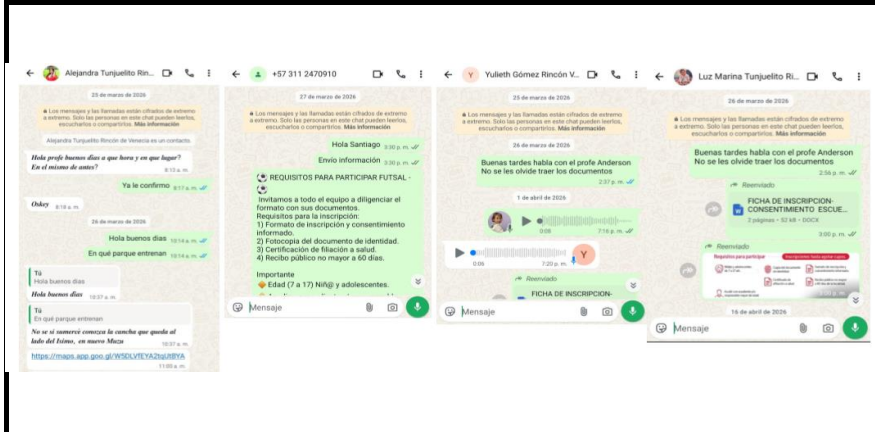 Alejandra Tunjuelito Rin...
25 de marzo de 2026
Los mensajes y las llamadas están cifrados de extremo
a extremo. Solo las personas en este chat pueden leerlos,
escucharlos o compartirlos. Más información
Alejandra Tunjuelito Rincón de Venecia es un contacto.
Hola profe buenos días a que hora y en que lugar?
En el mismo de antes?
8:13 a. m.
Ya le confirmo 8:17 a. m.
Oskey 8:18 a. m.
26 de marzo de 2026
Hola buenos días 10:14 a. m.
En qué parque entrenan 10:14 a. m.
Tú
Hola buenos días
Hola buenos días 10:37 a. m.
Tú
En qué parque entrenan
No se si sumercé conozca la cancha que queda al
lado del Isimo, en nuevo Muzu
10:37 a. m.
https://maps.app.goo.gl/
11:00 a. m.
+57 311 2470910
27 de marzo de 2026
Los mensajes y las llamadas están cifrados de extremo
a extremo. Solo las personas en este chat pueden leerlos,
escucharlos o compartirlos. Más información
Hola Santiago 3:30 p. m.
Envío información 3:30 p. m.
⚽ REQUISITOS PARA PARTICIPAR FUTSAL -
⚽
Invitamos a todo el equipo a diligenciar el
formato con sus documentos.
Requisitos para la inscripción:
1) Formato de inscripción y consentimiento
informado.
2) Fotocopia del documento de identidad.
3) Certificación de filiación a salud.
4) Recibo público no mayor a 60 días.
Importante
🔸 Edad (7 a 17) Niñ@ y adolescentes.
Mensaje
Y
Yulieth Gómez Rincón V...
25 de marzo de 2026
Los mensajes y las llamadas están cifrados de extremo
a extremo. Solo las personas en este chat pueden leerlos,
escucharlos o compartirlos. Más información
26 de marzo de 2026
Buenas tardes habla con el profe Anderson
No se les olvide traer los documentos
2:37 p. m.
1 de abril de 2026
0:08 7:16 p. m.
Y
0:06 7:20 p. m.
Reenviado
FICHA DE INSCRIPCION-
Mensaje
Luz Marina Tunjuelito Ri...
26 de marzo de 2026
Los mensajes y las llamadas están cifrados de extremo
a extremo. Solo las personas en este chat pueden leerlos,
escucharlos o compartirlos. Más información
Buenas tardes habla con el profe Anderson
No se les olvide traer los documentos
2:56 p. m.
Reenviado
FICHA DE INSCRIPCION-
CONSENTIMIENTO ESCUE...
2 páginas • 52 kB • DOCX
3:00 p. m.
Reenviado
Requisitos para participar
16 de abril de 2026
Mensaje